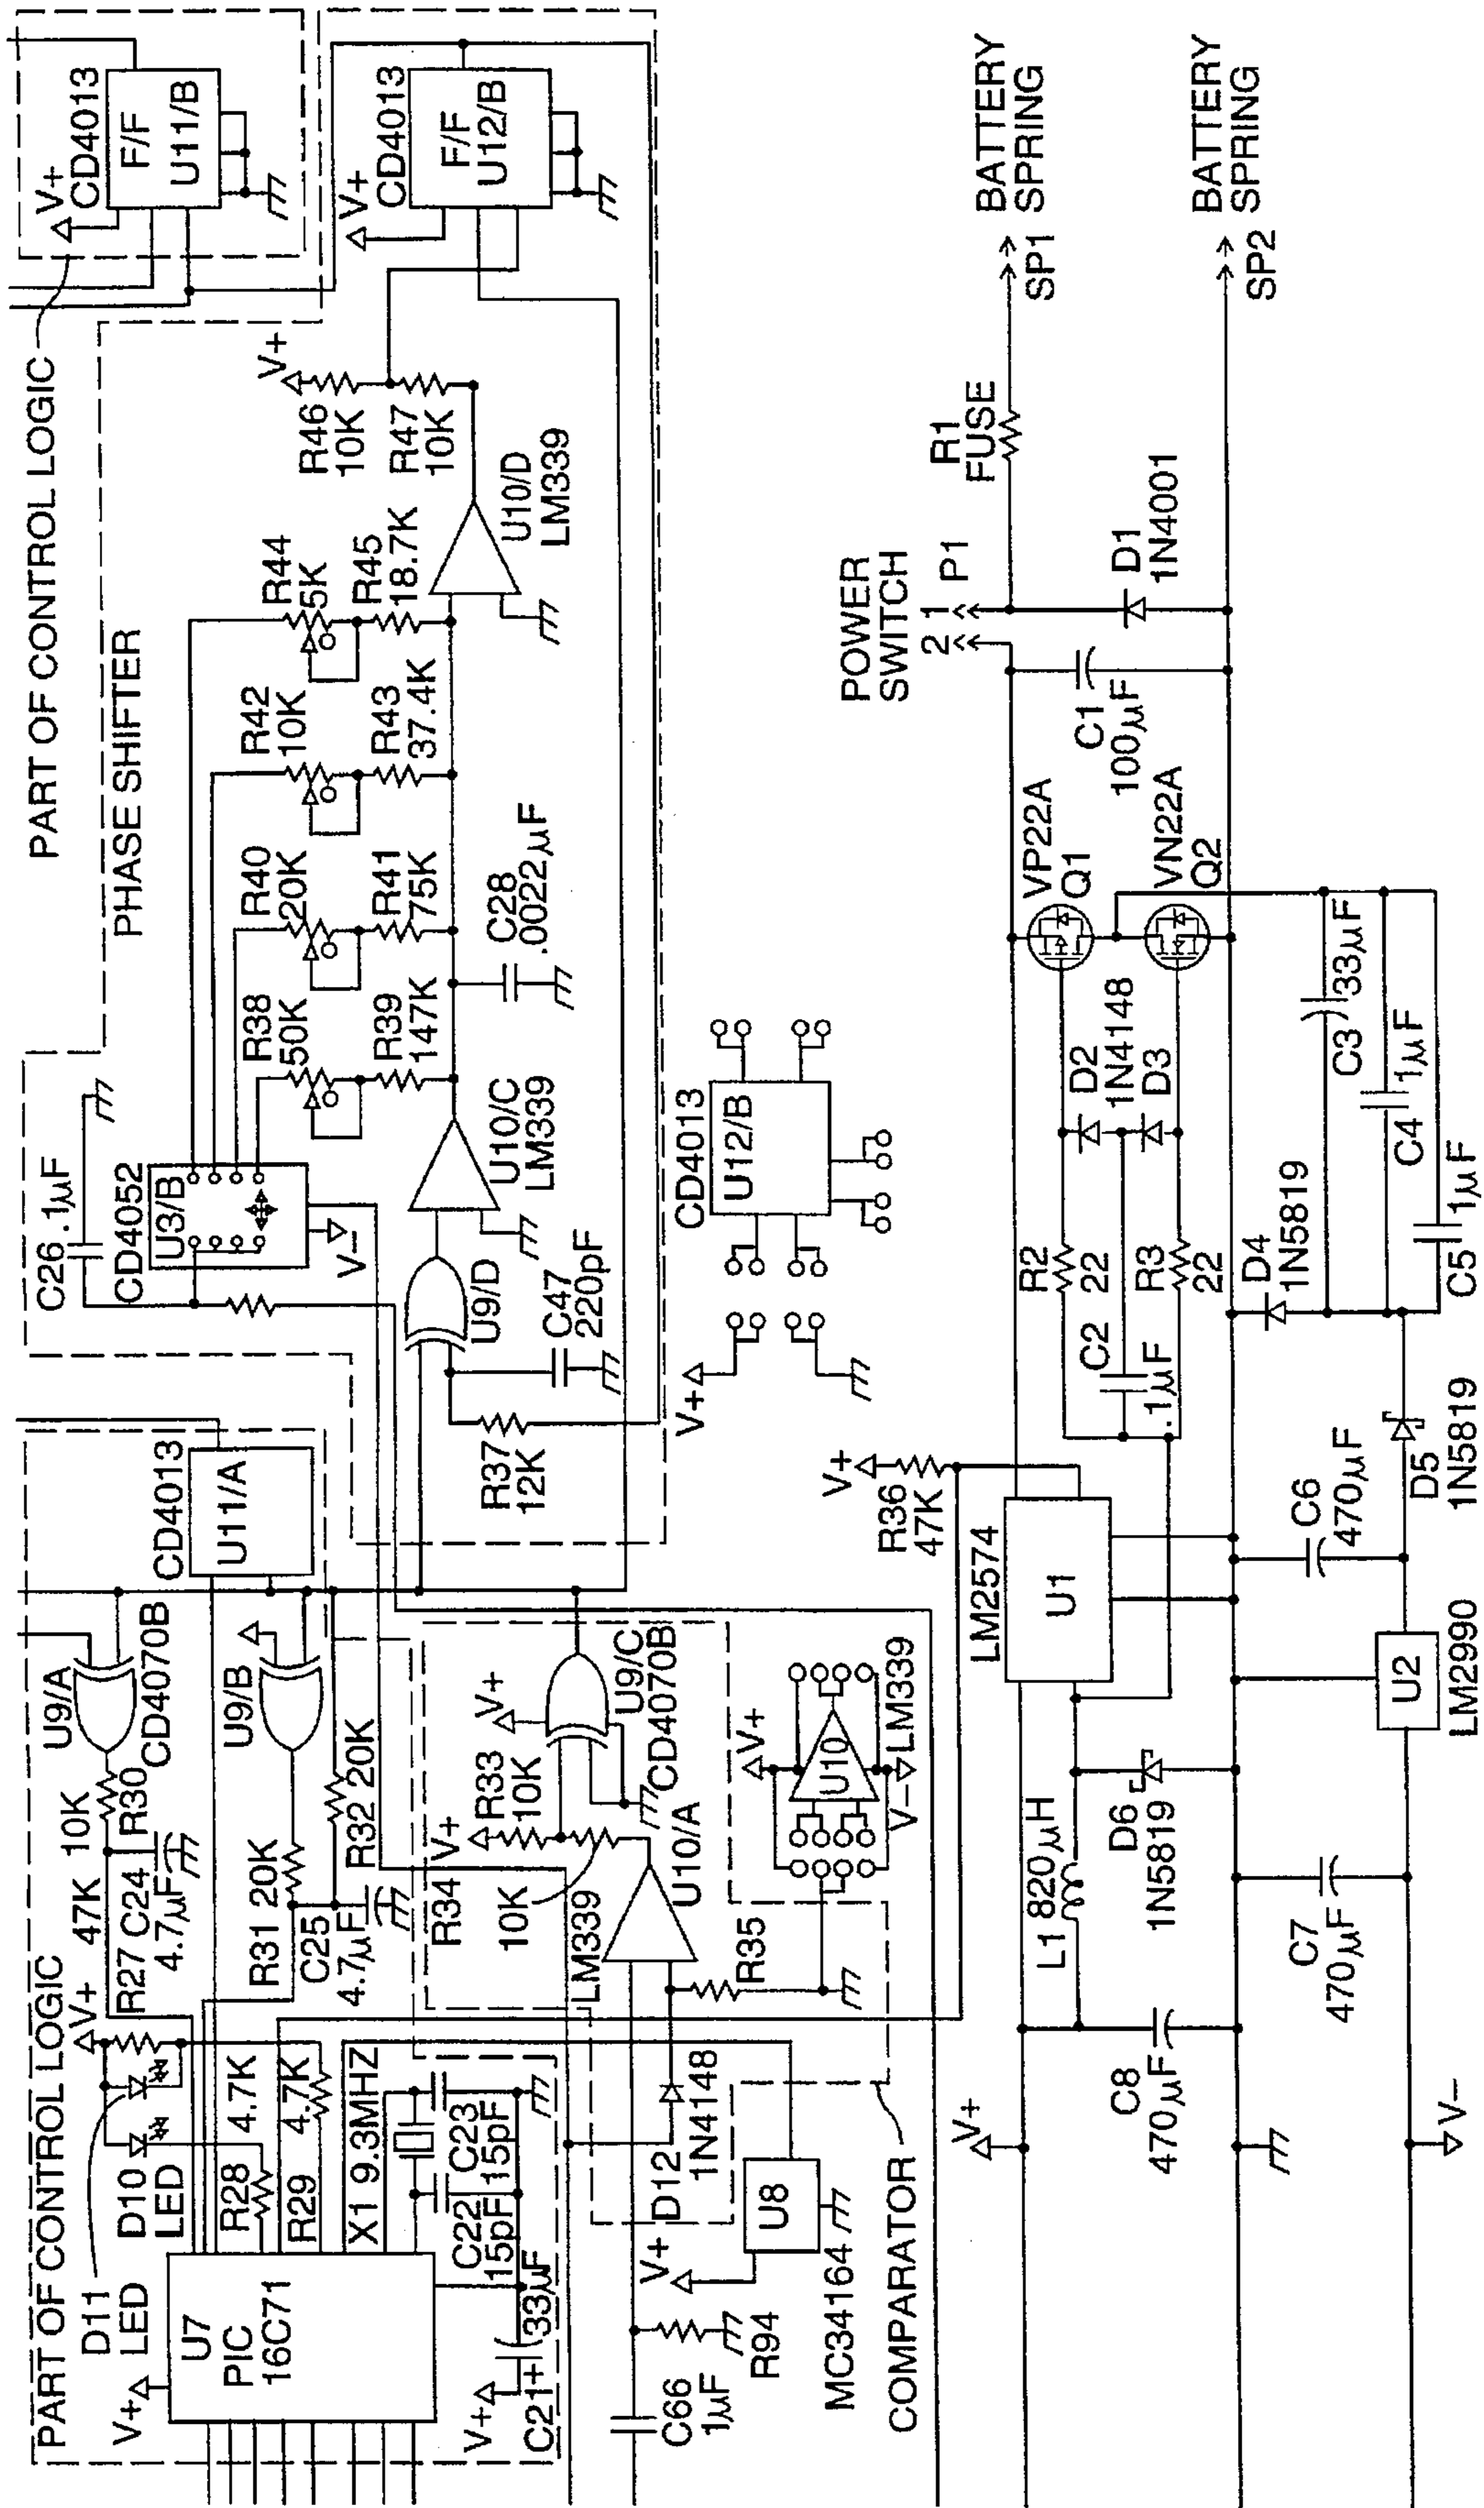 PART OF CONTROL LOGIC
V+
CD4013
F/F
U11/B
V+
CD4013
F/F
U12/B
PHASE SHIFTER
C26 .1µF
CD4052
U3/B
V-
R38
50K
R39
147K
R40
20K
R41
75K
R42
10K
R43
37.4K
R44
5K
R45
18.7K
V+
R46
10K
R47
10K
U10/D
LM339
C28
.0022µF
U10/C
LM339
U9/D
C47
220pF
R37
12K
CD4013
U12/B
V+
PART OF CONTROL LOGIC
CD4013
U11/A
U9/A
CD4070B
U9/B
10K
R30
47K
R27 C24
4.7µF
V+
R31 20K
R32 20K
C25
4.7µF
D11
LED
D10
LED
R28
4.7K
R29
4.7K
X1 9.3MHZ
C22
15pF
C23
15pF
V+
U7
PIC
16C71
V+
C21+
33µF
R34
10K
V+
R33
10K
V+
U9/C
CD4070B
LM339
U10/A
R35
V+
U10
LM339
V-
D12
1N4148
U8
V+
MC34164
R94
C66
1µF
COMPARATOR
POWER
SWITCH
2
1
P1
R1
FUSE
BATTERY
SPRING
SP1
BATTERY
SPRING
SP2
D1
1N4001
C1
100µF
VP22A
Q1
VN22A
Q2
D2
1N4148
D3
R2
22
R3
22
C2
.1µF
C3
33µF
C4
1µF
C5
1µF
D4
1N5819
D5
1N5819
V+
R36
47K
LM2574
U1
C6
470µF
U2
LM2990
L1 820µH
D6
1N5819
C7
470µF
C8
470µF
V+
V-